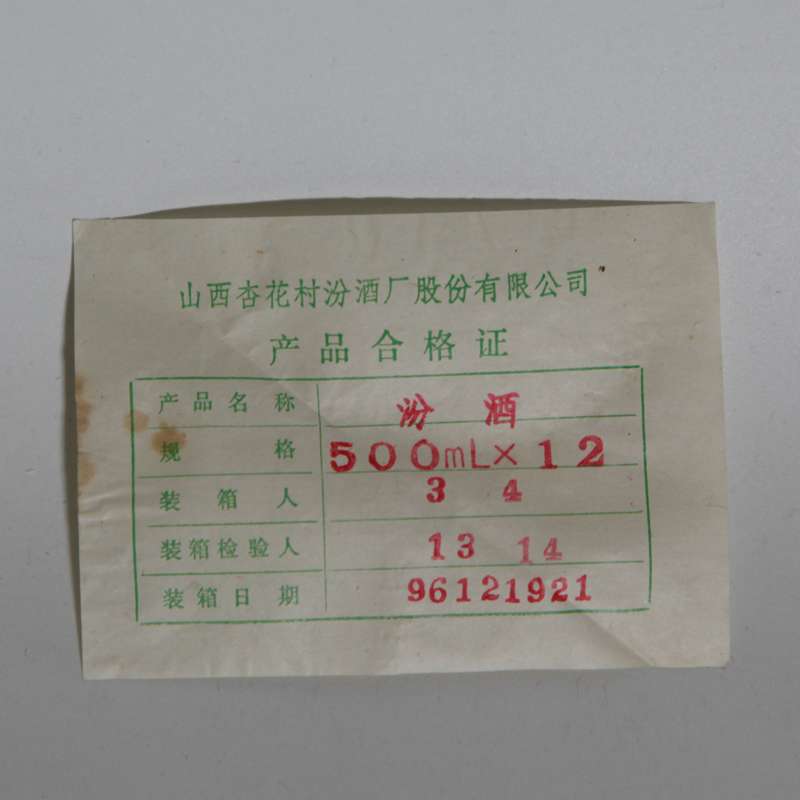 山西杏花村汾酒厂股份有限公司
产品合格证
产品名称 汾酒
规格 500mL×12
装箱人 3 4
装箱检验人 13 14
装箱日期 96121921